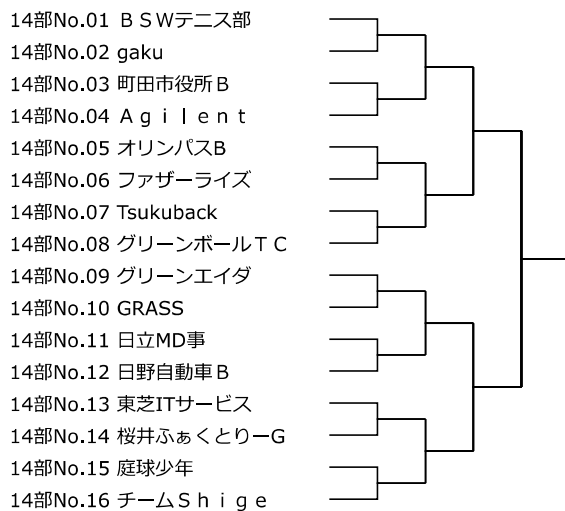 14部No.01 ＢＳＷテニス部
14部No.02 gaku
14部No.03 町田市役所Ｂ
14部No.04 Ａｇｉｌｅｎｔ
14部No.05 オリンパスB
14部No.06 ファザーライズ
14部No.07 Tsukuback
14部No.08 グリーンボールＴＣ
14部No.09 グリーンエイダ
14部No.10 GRASS
14部No.11 日立MD事
14部No.12 日野自動車Ｂ
14部No.13 東芝ITサービス
14部No.14 桜井ふぁくとりーG
14部No.15 庭球少年
14部No.16 チームＳｈｉｇｅ